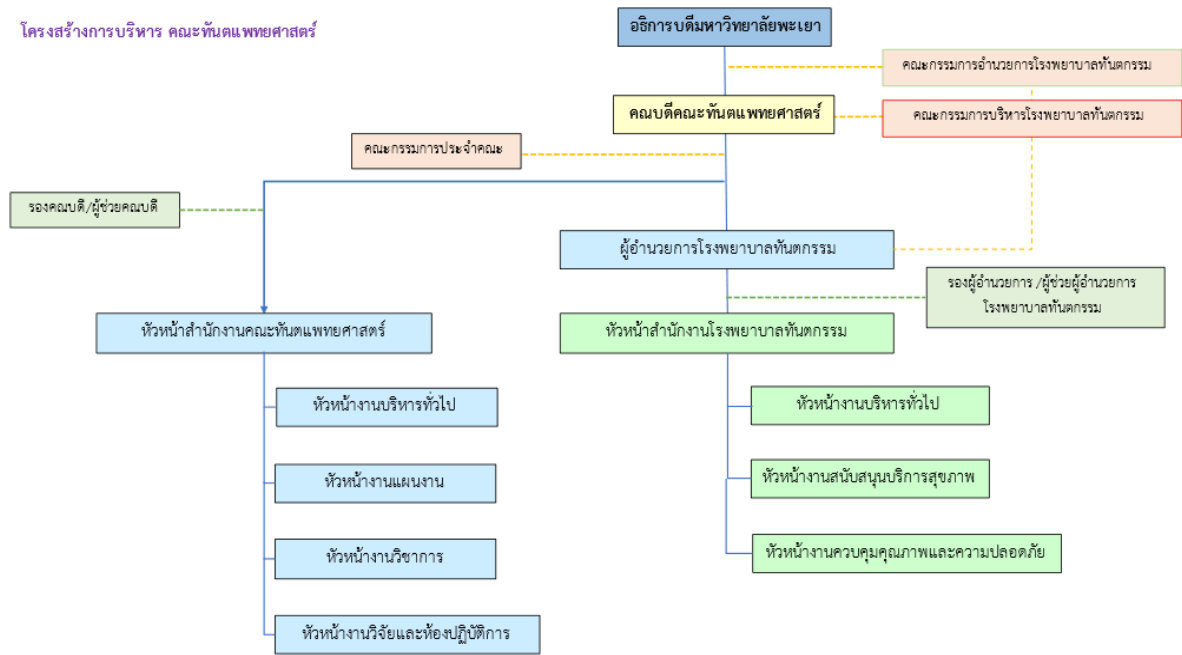 โครงสร้างการบริหาร คณะทันตแพทยศาสตร์
อธิการบดีมหาวิทยาลัยพะเยา
คณะกรรมการอำนวยการโรงพยาบาลทันตกรรม
คณบดีคณะทันตแพทยศาสตร์
คณะกรรมการบริหารโรงพยาบาลทันตกรรม
คณะกรรมการประจำคณะ
รองคณบดี/ผู้ช่วยคณบดี
ผู้อำนวยการโรงพยาบาลทันตกรรม
รองผู้อำนวยการ /ผู้ช่วยผู้อำนวยการ
โรงพยาบาลทันตกรรม
หัวหน้าสำนักงานคณะทันตแพทยศาสตร์
หัวหน้าสำนักงานโรงพยาบาลทันตกรรม
หัวหน้างานบริหารทั่วไป
หัวหน้างานบริหารทั่วไป
หัวหน้างานแผนงาน
หัวหน้างานสนับสนุนบริการสุขภาพ
หัวหน้างานวิชาการ
หัวหน้างานควบคุมคุณภาพและความปลอดภัย
หัวหน้างานวิจัยและห้องปฏิบัติการ